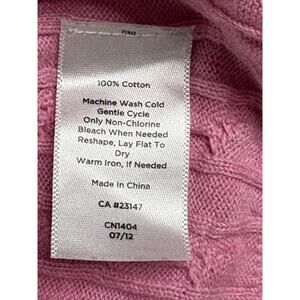 100% Cotton
Machine Wash Cold
Gentle Cycle
Only Non-Chlorine
Bleach When Needed
Reshape, Lay Flat To
Dry
Warm Iron, If Needed
Made in China
CA #23147
CN1404
07/12